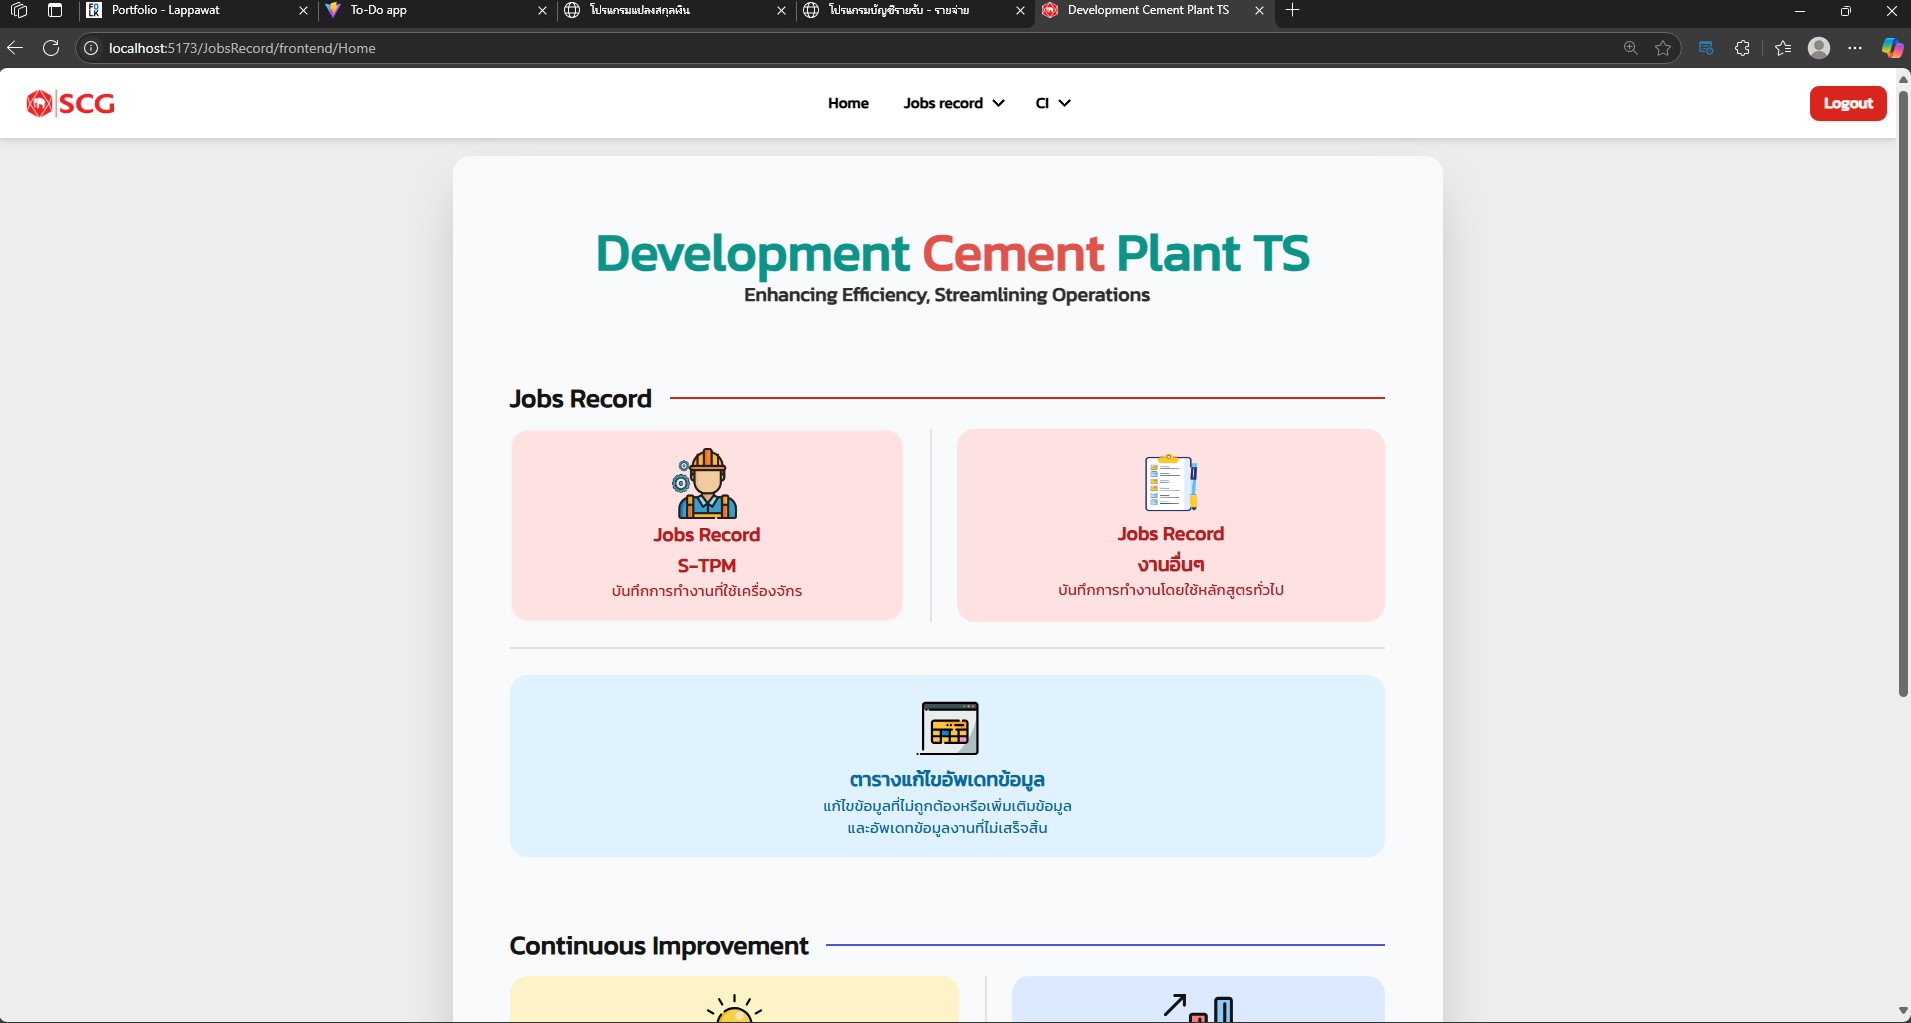 Portfolio - Lappawat
To-Do app
โปรแกรมแปลงสกุลเงิน
โปรแกรมบัญชีรายรับ - รายจ่าย
Development Cement Plant TS
localhost:5173/JobsRecord/frontend/Home
SCG
Home
Jobs record
CI
Logout
Development Cement Plant TS
Enhancing Efficiency, Streamlining Operations
Jobs Record
Jobs Record
S-TPM
บันทึกการทำงานที่ใช้เครื่องจักร
Jobs Record
งานอื่นๆ
บันทึกการทำงานโดยใช้หลักสูตรทั่วไป
ตารางแก้ไขอัพเดทข้อมูล
แก้ไขข้อมูลที่ไม่ถูกต้องหรือเพิ่มเติมข้อมูล
และอัพเดทข้อมูลงานที่ไม่เสร็จสิ้น
Continuous Improvement